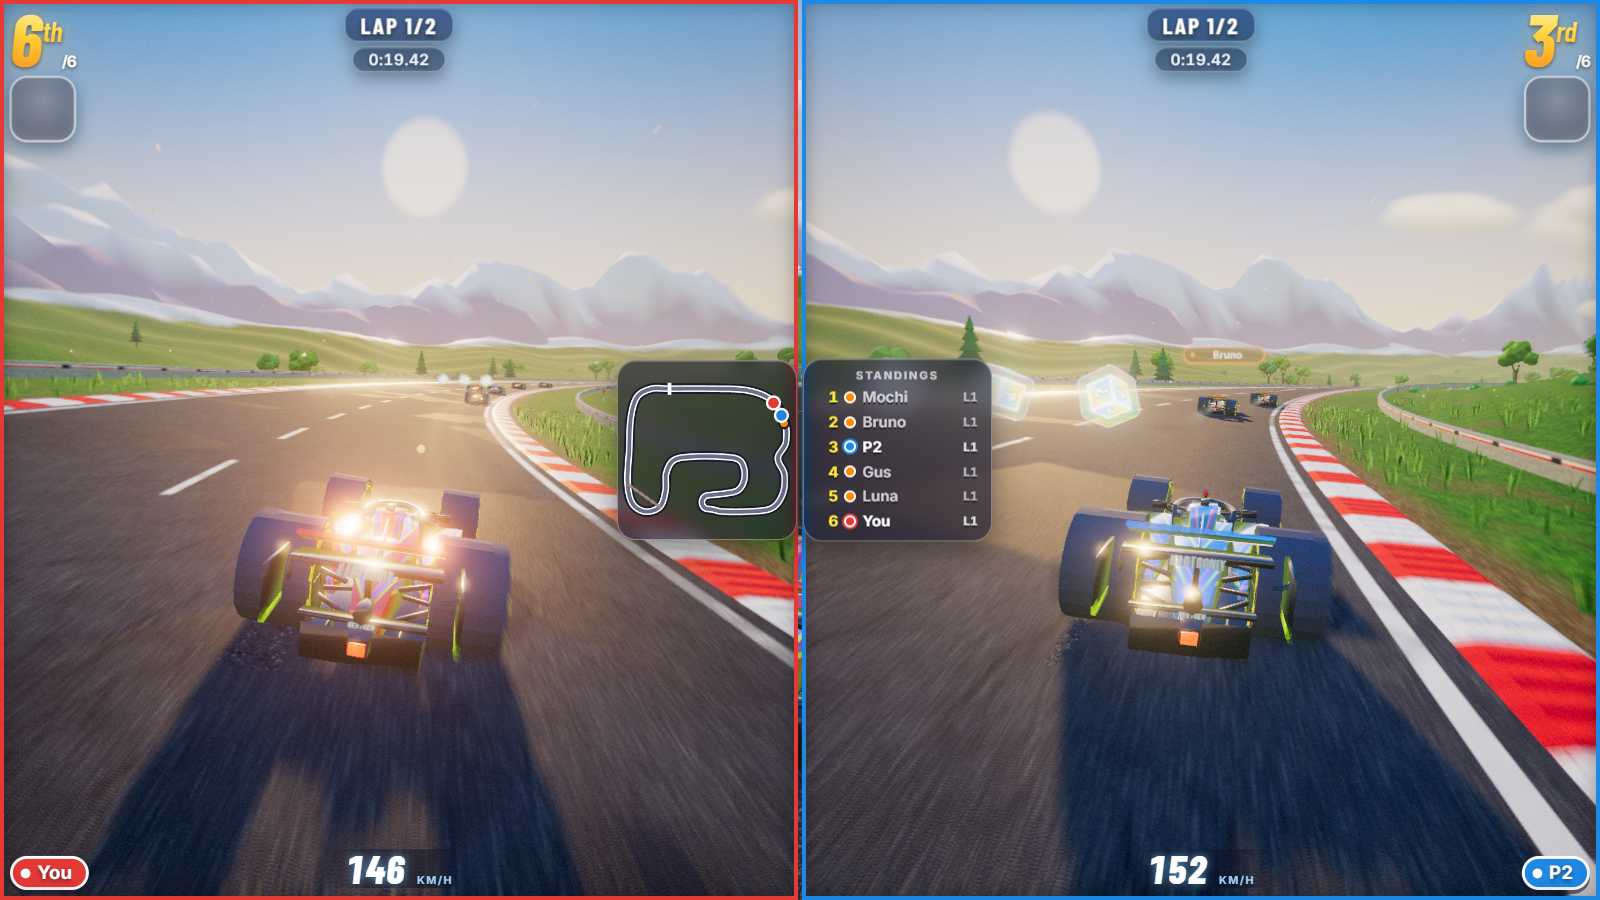 6th
/6
LAP 1/2
0:19.42
LAP 1/2
0:19.42
3rd
/6
Bruno
STANDINGS
1 Mochi L1
2 Bruno L1
3 P2 L1
4 Gus L1
5 Luna L1
6 You L1
You
146 KM/H
152 KM/H
P2